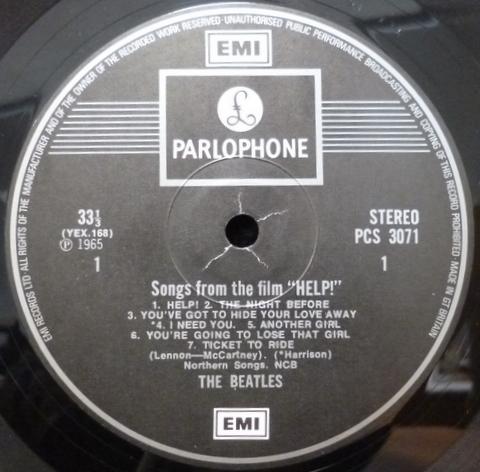 EMI RECORDS LTD ALL RIGHTS OF THE MANUFACTURER AND OF THE OWNER OF THE RECORDED WORK RESERVED · UNAUTHORISED PUBLIC PERFORMANCE BROADCASTING AND COPYING OF THIS RECORD PROHIBITED MADE IN GT BRITAIN
EMI
£
PARLOPHONE
33⅓
(YEX.168)
Ⓟ 1965
1
STEREO
PCS 3071
1
Songs from the film "HELP!"
1. HELP! 2. THE NIGHT BEFORE
3. YOU'VE GOT TO HIDE YOUR LOVE AWAY
*4. I NEED YOU. 5. ANOTHER GIRL
6. YOU'RE GOING TO LOSE THAT GIRL
7. TICKET TO RIDE
(Lennon—McCartney). (*Harrison)
Northern Songs. NCB
THE BEATLES
EMI